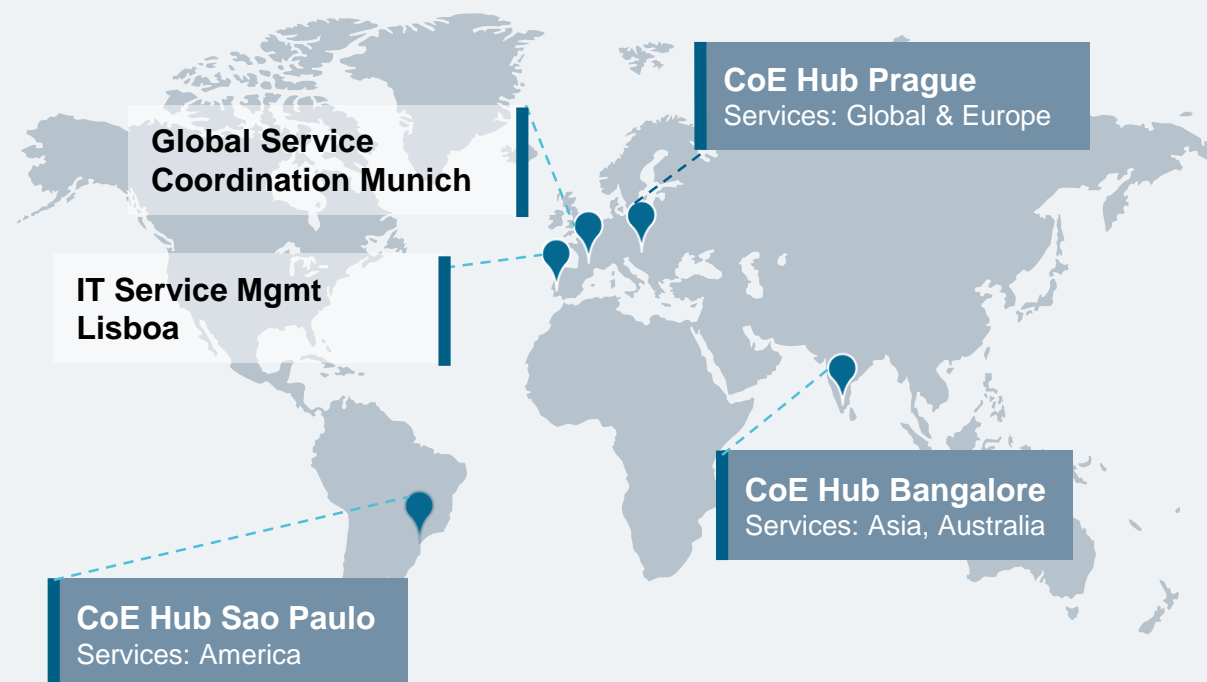 CoE Hub Prague
Services: Global & Europe
Global Service
Coordination Munich
IT Service Mgmt
Lisboa
CoE Hub Bangalore
Services: Asia, Australia
CoE Hub Sao Paulo
Services: America